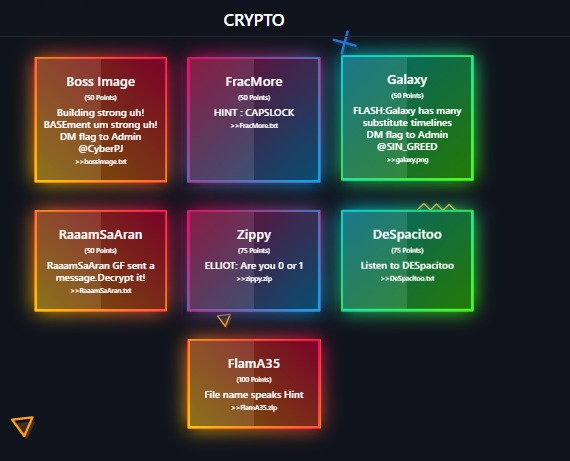 CRYPTO
Boss Image
(50 Points)
Building strong uh!
BASEment um strong uh!
DM flag to Admin
@CyberPJ
>>bossimage.txt
FracMore
(50 Points)
HINT : CAPSLOCK
>>FracMore.txt
Galaxy
(50 Points)
FLASH:Galaxy has many
substitute timelines
DM flag to Admin
@SIN_GREED
>>galaxy.png
RaaamSaAran
(50 Points)
RaaamSaAran GF sent a
message.Decrypt it!
>>RaaamSaAran.txt
Zippy
(75 Points)
ELLIOT: Are you 0 or 1
>>zippy.zip
DeSpacitoo
(75 Points)
Listen to DESpacitoo
>>DeSpacitoo.txt
FlamA35
(100 Points)
File name speaks Hint
>>FlamA35.zip